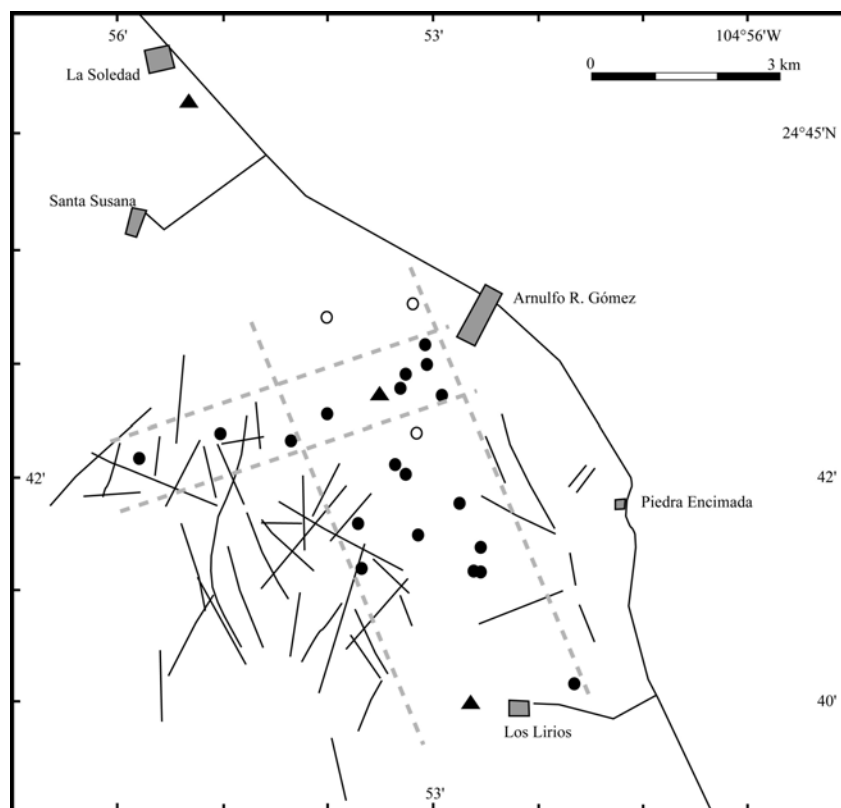 56'
53'
104°56'W
La Soledad
0
3 km
24°45'N
Santa Susana
Arnulfo R. Gómez
42'
42'
Piedra Encimada
40'
Los Lirios
53'